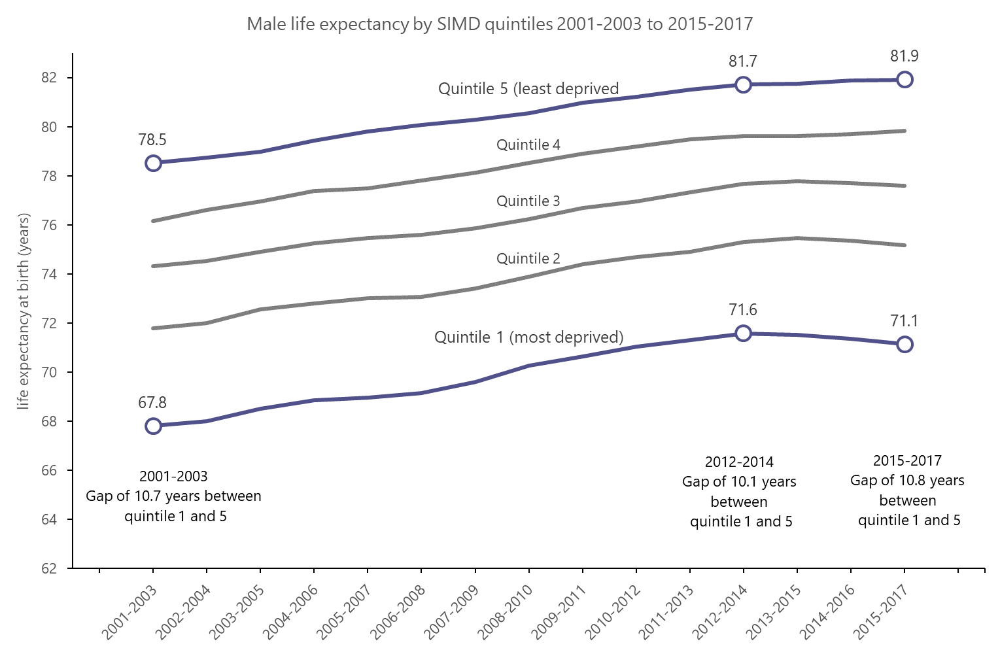 Male life expectancy by SIMD quintiles 2001-2003 to 2015-2017
life expectancy at birth (years)
82
80
78
76
74
72
70
68
66
64
62
81.9
81.7
Quintile 5 (least deprived
78.5
Quintile 4
Quintile 3
Quintile 2
71.6
71.1
Quintile 1 (most deprived)
67.8
2001-2003
Gap of 10.7 years between
quintile 1 and 5
2012-2014
Gap of 10.1 years
between
quintile 1 and 5
2015-2017
Gap of 10.8 years
between
quintile 1 and 5
2001-2003
2002-2004
2003-2005
2004-2006
2005-2007
2006-2008
2007-2009
2008-2010
2009-2011
2010-2012
2011-2013
2012-2014
2013-2015
2014-2016
2015-2017